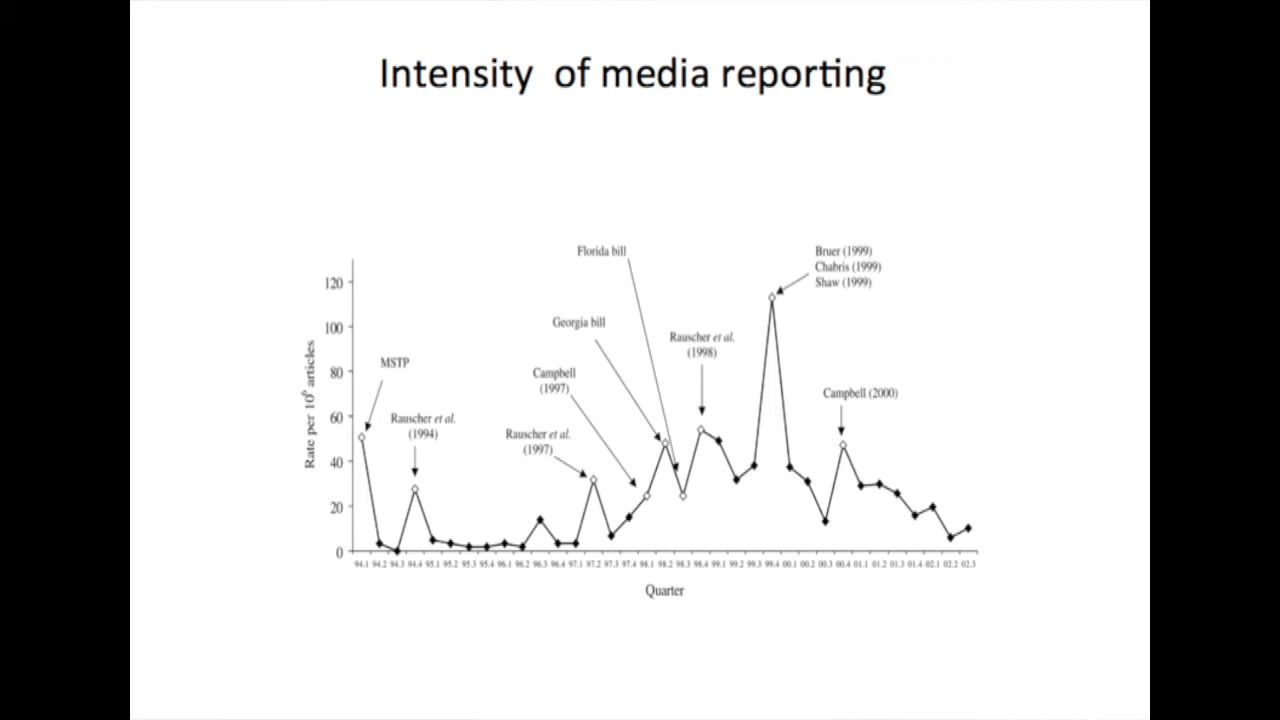 Intensity  of media reporting
Florida bill
Bruer (1999)
Chabris (1999)
Shaw (1999)
Georgia bill
Rauscher et al.
(1998)
MSTP
Campbell
(1997)
Campbell (2000)
Rauscher et al.
(1994)
Rauscher et al.
(1997)
Rate per 10⁶ articles
120
100
80
60
40
20
0
94.1 94.2 94.3 94.4 95.1 95.2 95.3 95.4 96.1 96.2 96.3 96.4 97.1 97.2 97.3 97.4 98.1 98.2 98.3 98.4 99.1 99.2 99.3 99.4 00.1 00.2 00.3 00.4 01.1 01.2 01.3 01.4 02.1 02.2 02.3
Quarter